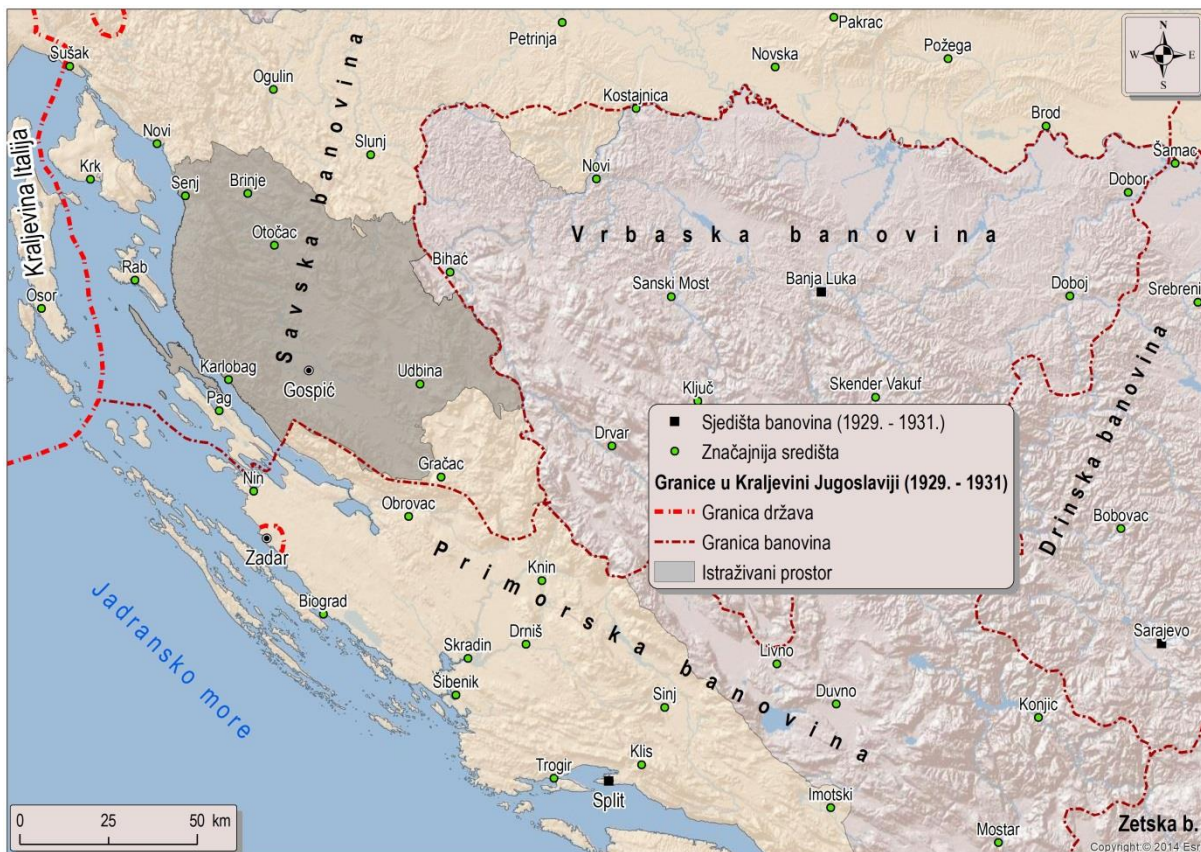 Pakrac
Petrinja
Sušak
Novska
Požega
N
W
E
S
Ogulin
Kostajnica
Brod
Novi
Slunj
Šamac
Krk
Novi
Senj
Brinje
Dobor
Kraljevina Italija
Savska banovina
Otočac
Vrbaska banovina
Bihać
Rab
Sanski Most
Banja Luka
Doboj
Srebreni
Osor
Karlobag
Gospić
Udbina
Pag
Ključ
Skender Vakuf
Drinska banovina
Drvar
Sjedišta banovina (1929. - 1931.)
Značajnija središta
Granice u Kraljevini Jugoslaviji (1929. - 1931)
Granica država
Granica banovina
Istraživani prostor
Gračac
Nin
Obrovac
Bobovac
Zadar
Primorska banovina
Knin
Biograd
Jadransko more
Drniš
Skradin
Sarajevo
Livno
Šibenik
Sinj
Duvno
Konjic
Klis
Trogir
Split
Imotski
0 25 50 km
Mostar
Zetska b.
Copyright:© 2014 Es